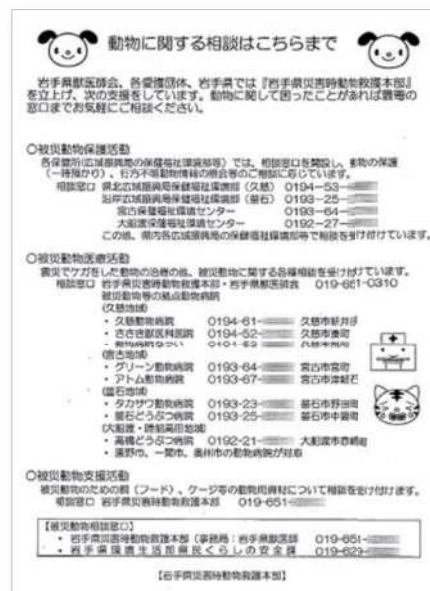 動物に関する相談はこちらまで
岩手県獣医師会、各愛護団体、岩手県では『岩手県災害時動物救護本部』
を立上げ、次の支援をしています。動物に関して困ったことがあれば最寄の
窓口までお気軽にご相談ください。
○被災動物保護活動
各保健所(広域振興局の保健福祉環境部等)では、相談窓口を開設し、動物の保護
(一時預かり)、行方不明動物情報の照会等のご相談に応じています。
相談窓口 県北広域振興局保健福祉環境部(久慈) 0194-53-
沿岸広域振興局保健福祉環境部(釜石) 0193-25-
宮古保健福祉環境センター 0193-64-
大船渡保健福祉環境センター 0192-27-
この他、県内各広域振興局の保健福祉環境部等で相談を受け付けています。
○被災動物医療活動
震災でケガをした動物の治療の他、被災動物に関する各種相談を受け付けています。
相談窓口 岩手県災害時動物救護本部・岩手県獣医師会 019-651-0310
被災動物等の拠点動物病院
(久慈地域)
・久慈動物病院 0194-61- 久慈市新井田
・ささき獣医科医院 0194-52- 久慈市湊町
(宮古地域)
・グリーン動物病院 0193-64- 宮古市宮町
・アトム動物病院 0193-67- 宮古市津軽石
(釜石地域)
・タカサワ動物病院 0193-23- 釜石市野田町
・釜石どうぶつ病院 0193-25- 釜石市中妻町
(大船渡・陸前高田地域)
・高橋どうぶつ病院 0192-21- 大船渡市赤崎町
・遠野市、一関市、奥州市の動物病院が対応
○被災動物支援活動
被災動物のための餌(フード)、ケージ等の動物用資材について相談を受け付けます。
相談窓口 岩手県災害時動物救護本部 019-651-
【被災動物相談窓口】
・岩手県災害時動物救護本部(事務局:岩手県獣医師 019-651-
・岩手県環境生活部県民くらしの安全課 019-629-
【岩手県災害時動物救護本部】